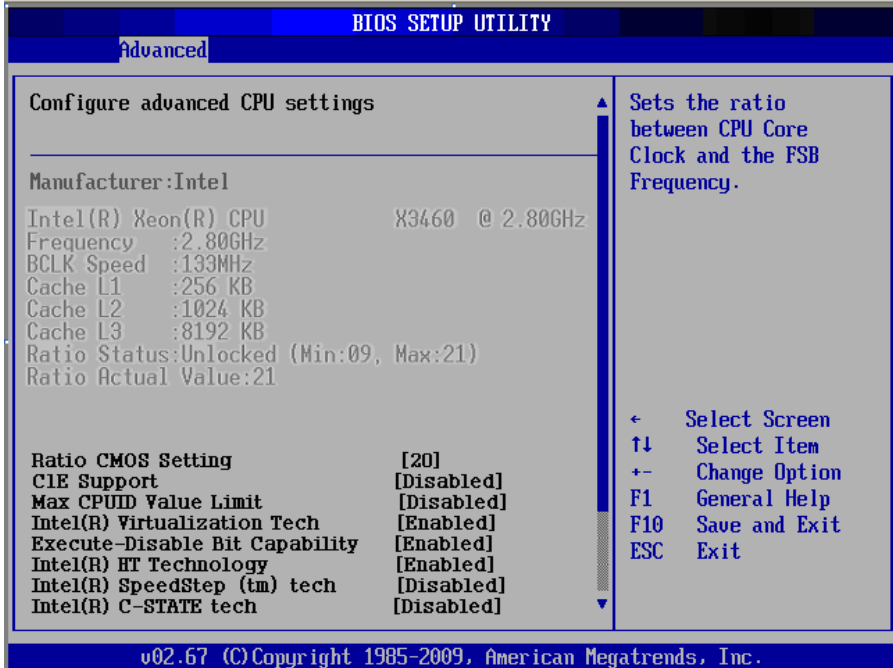 BIOS SETUP UTILITY
Advanced
Configure advanced CPU settings
Manufacturer:Intel
Intel(R) Xeon(R) CPU X3460 @ 2.80GHz
Frequency :2.80GHz
BCLK Speed :133MHz
Cache L1 :256 KB
Cache L2 :1024 KB
Cache L3 :8192 KB
Ratio Status:Unlocked (Min:09, Max:21)
Ratio Actual Value:21
Ratio CMOS Setting [20]
C1E Support [Disabled]
Max CPUID Value Limit [Disabled]
Intel(R) Virtualization Tech [Enabled]
Execute-Disable Bit Capability [Enabled]
Intel(R) HT Technology [Enabled]
Intel(R) SpeedStep (tm) tech [Disabled]
Intel(R) C-STATE tech [Disabled]
Sets the ratio
between CPU Core
Clock and the FSB
Frequency.
← Select Screen
↑↓ Select Item
+- Change Option
F1 General Help
F10 Save and Exit
ESC Exit
v02.67 (C)Copyright 1985-2009, American Megatrends, Inc.